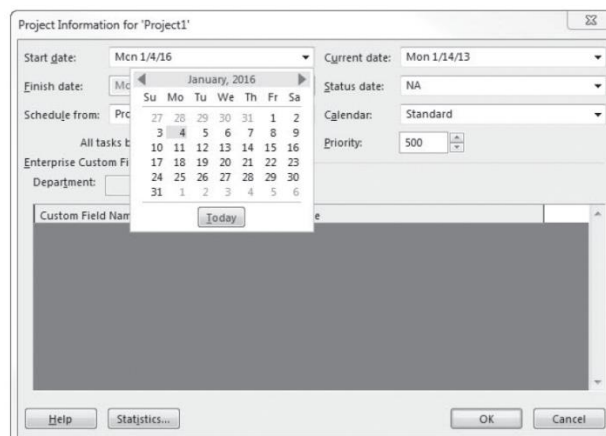 Project Information for 'Project1'
Start date: Mon 1/4/16 Current date: Mon 1/14/13
Finish date: Mo Status date: NA
Schedule from: Pro Calendar: Standard
All tasks b Priority: 500
Enterprise Custom Fi
Department:
January, 2016
Su Mo Tu We Th Fr Sa
27 28 29 30 31 1 2
3 4 5 6 7 8 9
10 11 12 13 14 15 16
17 18 19 20 21 22 23
24 25 26 27 28 29 30
31 1 2 3 4 5 6
Today
Custom Field Nam e
Help Statistics... OK Cancel